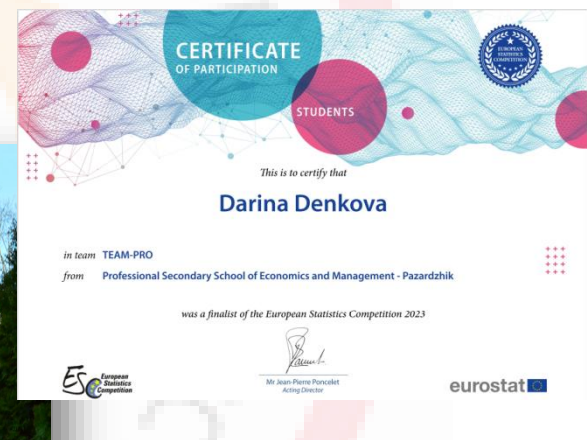 CERTIFICATE
OF PARTICIPATION
STUDENTS
EUROPEAN
STATISTICS
COMPETITION
This is to certify that
Darina Denkova
in team TEAM-PRO
from Professional Secondary School of Economics and Management - Pazardzhik
was a finalist of the European Statistics Competition 2023
ESC European
Statistics
Competition
Mr Jean-Pierre Poncelet
Acting Director
eurostat